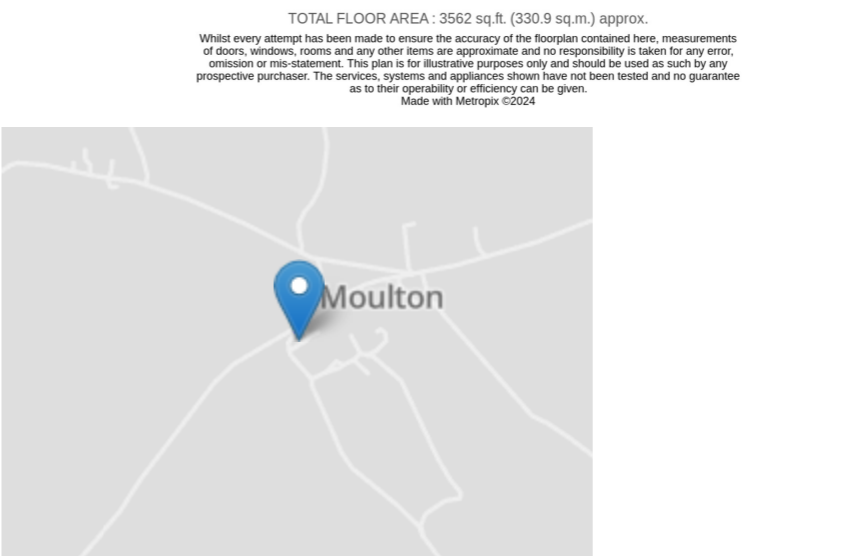 TOTAL FLOOR AREA : 3562 sq.ft. (330.9 sq.m.) approx.
Whilst every attempt has been made to ensure the accuracy of the floorplan contained here, measurements
of doors, windows, rooms and any other items are approximate and no responsibility is taken for any error,
omission or mis-statement. This plan is for illustrative purposes only and should be used as such by any
prospective purchaser. The services, systems and appliances shown have not been tested and no guarantee
as to their operability or efficiency can be given.
Made with Metropix ©2024
Moulton